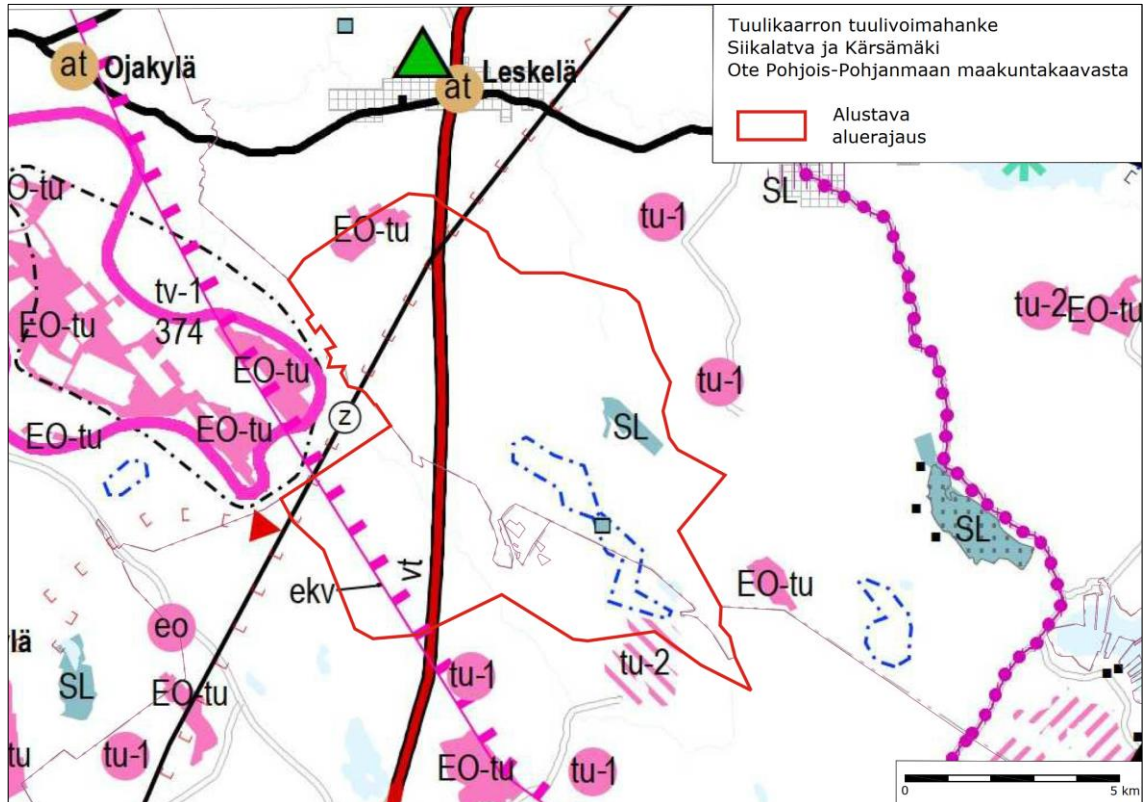 Tuulikaarron tuulivoimahanke
Siikalatva ja Kärsämäki
Ote Pohjois-Pohjanmaan maakuntakaavasta
Alustava
aluerajaus
at
Ojakylä
at
Leskelä
SL
O-tu
EO-tu
tu-1
tv-1
374
tu-2
EO-tu
EO-tu
EO-tu
tu-1
EO-tu
EO-tu
z
SL
SL
ekv
vt
EO-tu
eo
lä
SL
EO-tu
tu-1
tu-2
tu
tu-1
EO-tu
tu-1
0
5 km